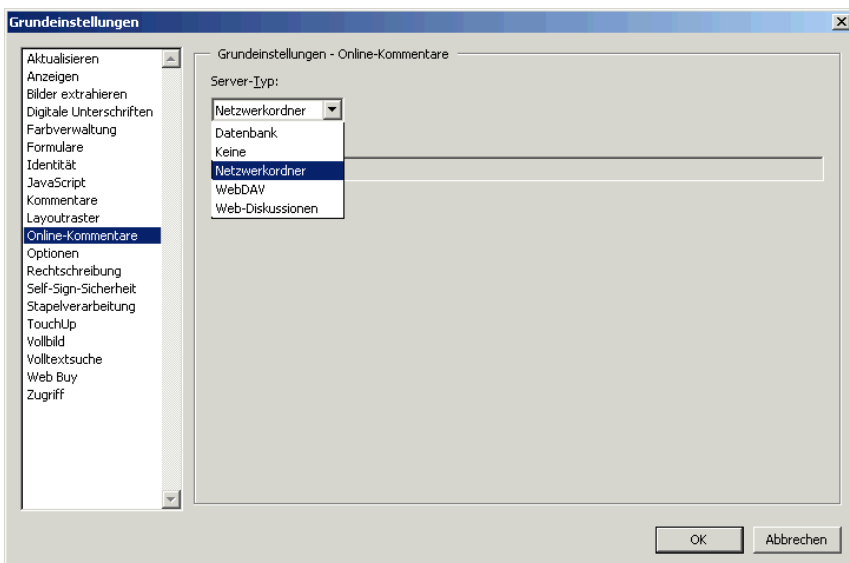 Grundeinstellungen
Aktualisieren
Anzeigen
Bilder extrahieren
Digitale Unterschriften
Farbverwaltung
Formulare
Identität
JavaScript
Kommentare
Layoutraster
Online-Kommentare
Optionen
Rechtschreibung
Self-Sign-Sicherheit
Stapelverarbeitung
TouchUp
Vollbild
Volltextsuche
Web Buy
Zugriff
Grundeinstellungen - Online-Kommentare
Server-Typ:
Netzwerkordner
Datenbank
Keine
Netzwerkordner
WebDAV
Web-Diskussionen
OK
Abbrechen